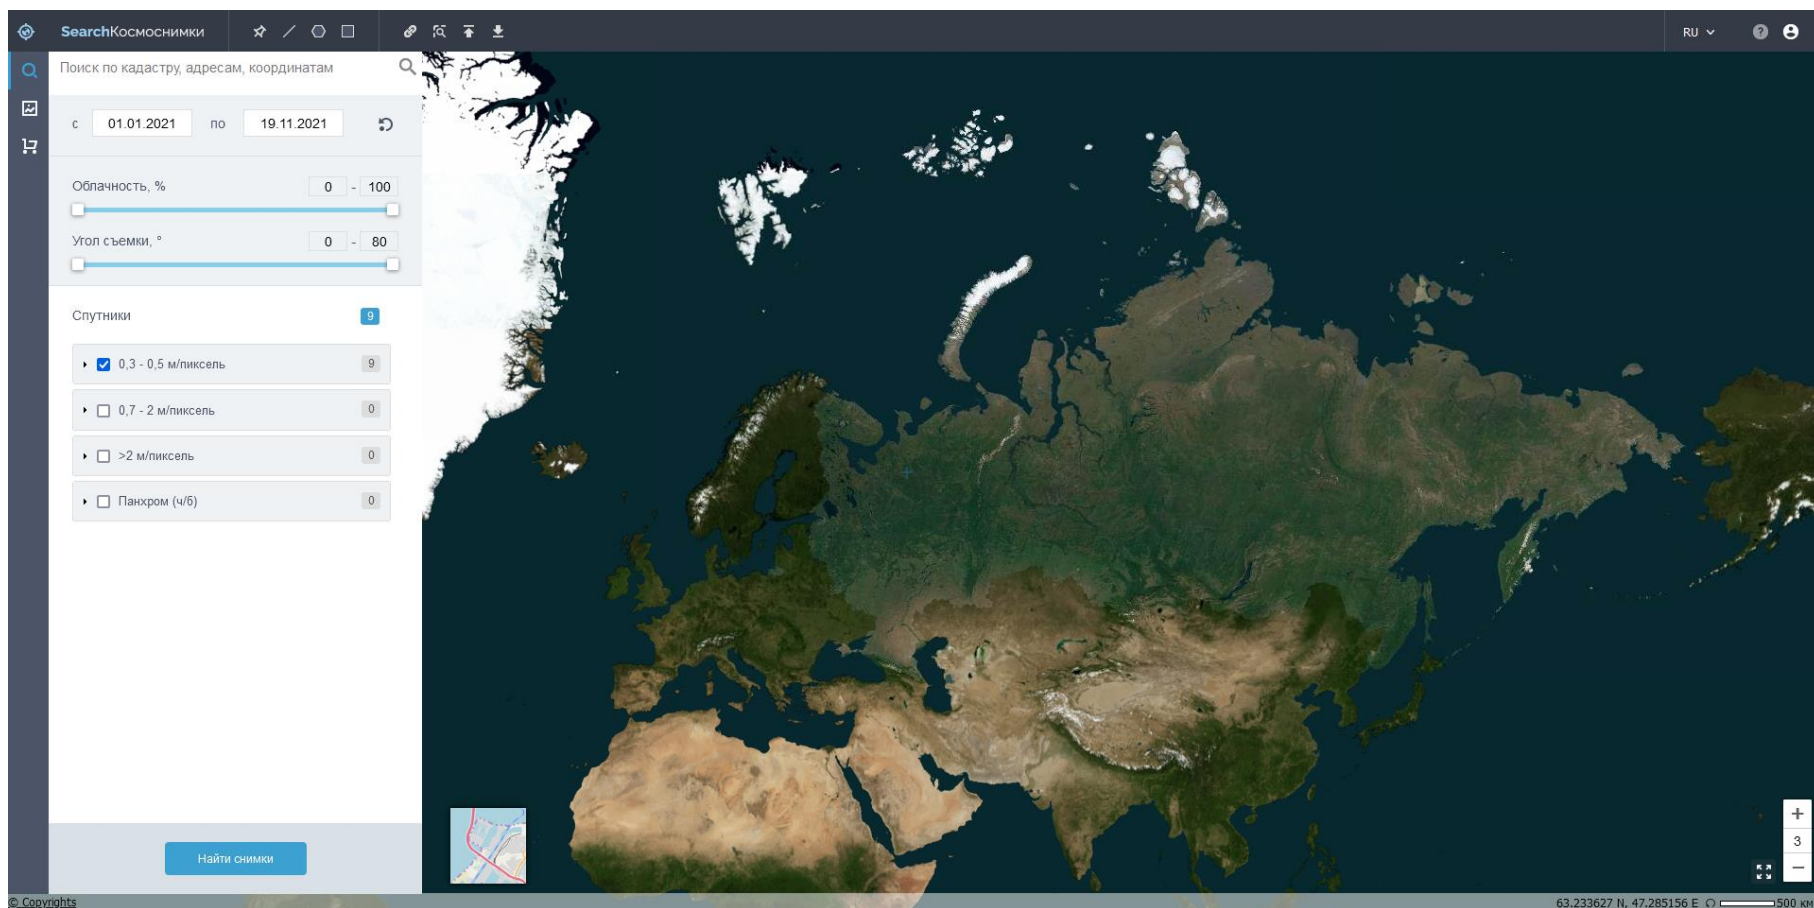 SearchКосмоснимки
RU
?
Поиск по кадастру, адресам, координатам
с 01.01.2021 по 19.11.2021
Облачность, % 0 - 100
Угол съемки, ° 0 - 80
Спутники 9
0,3 - 0,5 м/пиксель 9
0,7 - 2 м/пиксель 0
>2 м/пиксель 0
Панхром (ч/б) 0
Найти снимки
+
3
−
© Copyrights
63.233627 N, 47.285156 E 500 км